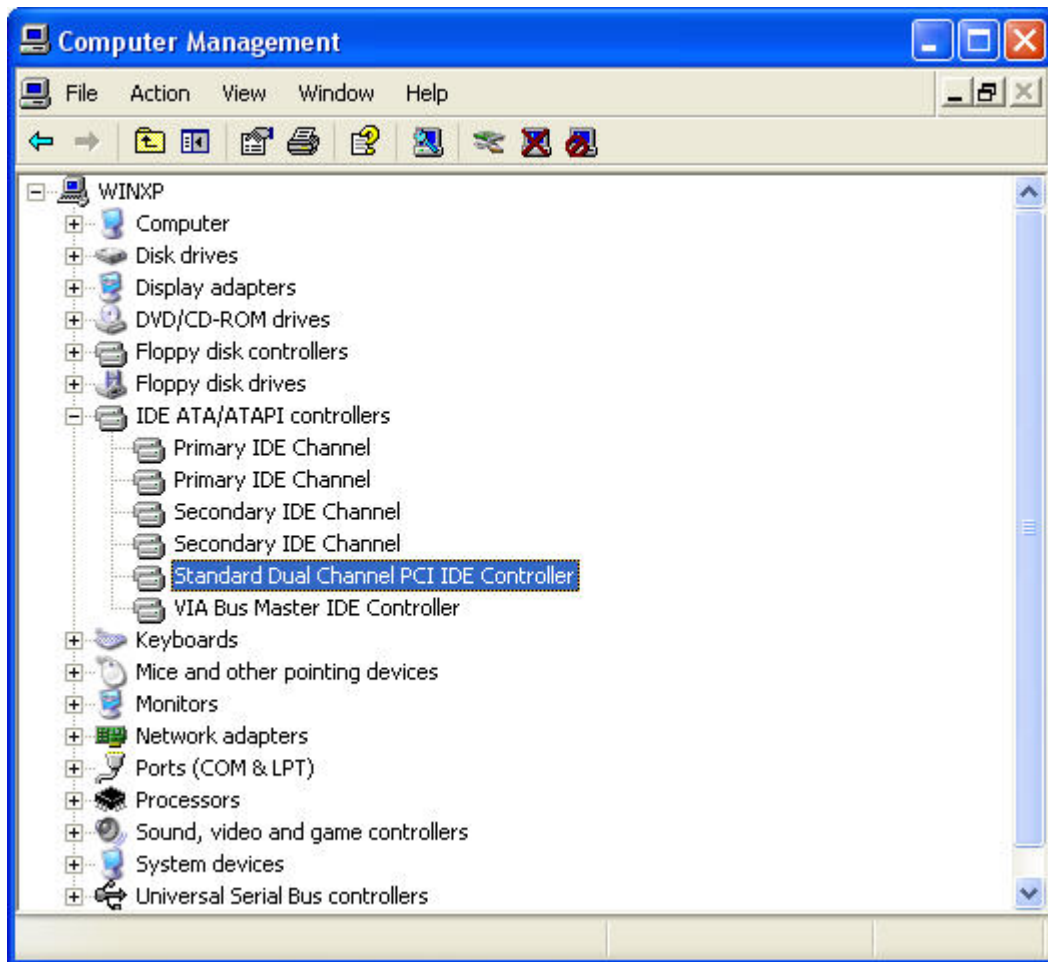 Computer Management
File Action View Window Help
WINXP
Computer
Disk drives
Display adapters
DVD/CD-ROM drives
Floppy disk controllers
Floppy disk drives
IDE ATA/ATAPI controllers
Primary IDE Channel
Primary IDE Channel
Secondary IDE Channel
Secondary IDE Channel
Standard Dual Channel PCI IDE Controller
VIA Bus Master IDE Controller
Keyboards
Mice and other pointing devices
Monitors
Network adapters
Ports (COM & LPT)
Processors
Sound, video and game controllers
System devices
Universal Serial Bus controllers